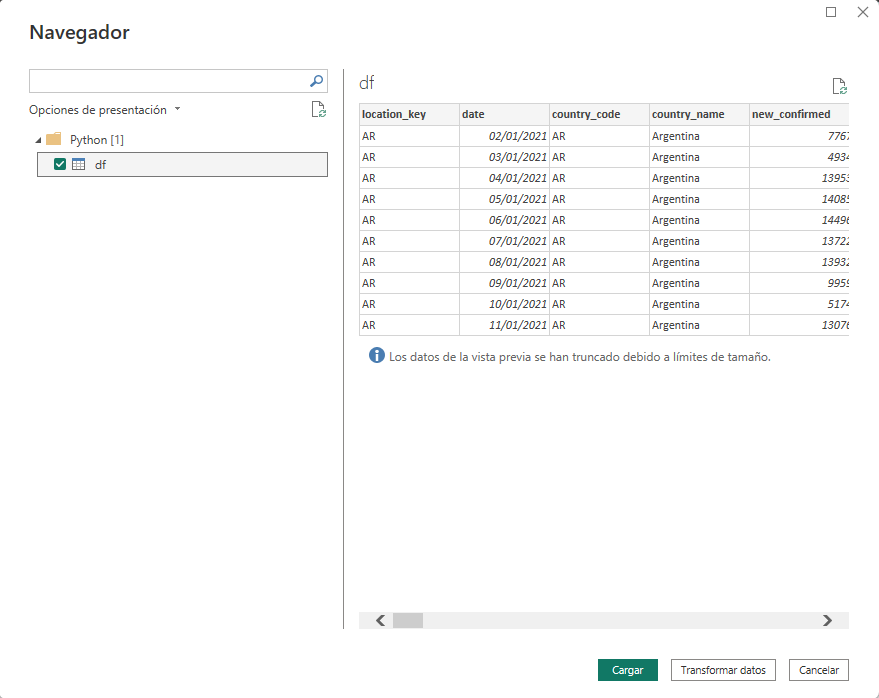 Navegador
df
Opciones de presentación
Python [1]
df
location_key date country_code country_name new_confirmed
AR 02/01/2021 AR Argentina 7767
AR 03/01/2021 AR Argentina 4934
AR 04/01/2021 AR Argentina 13953
AR 05/01/2021 AR Argentina 14085
AR 06/01/2021 AR Argentina 14496
AR 07/01/2021 AR Argentina 13722
AR 08/01/2021 AR Argentina 13932
AR 09/01/2021 AR Argentina 9959
AR 10/01/2021 AR Argentina 5174
AR 11/01/2021 AR Argentina 13076
Los datos de la vista previa se han truncado debido a límites de tamaño.
Cargar
Transformar datos
Cancelar